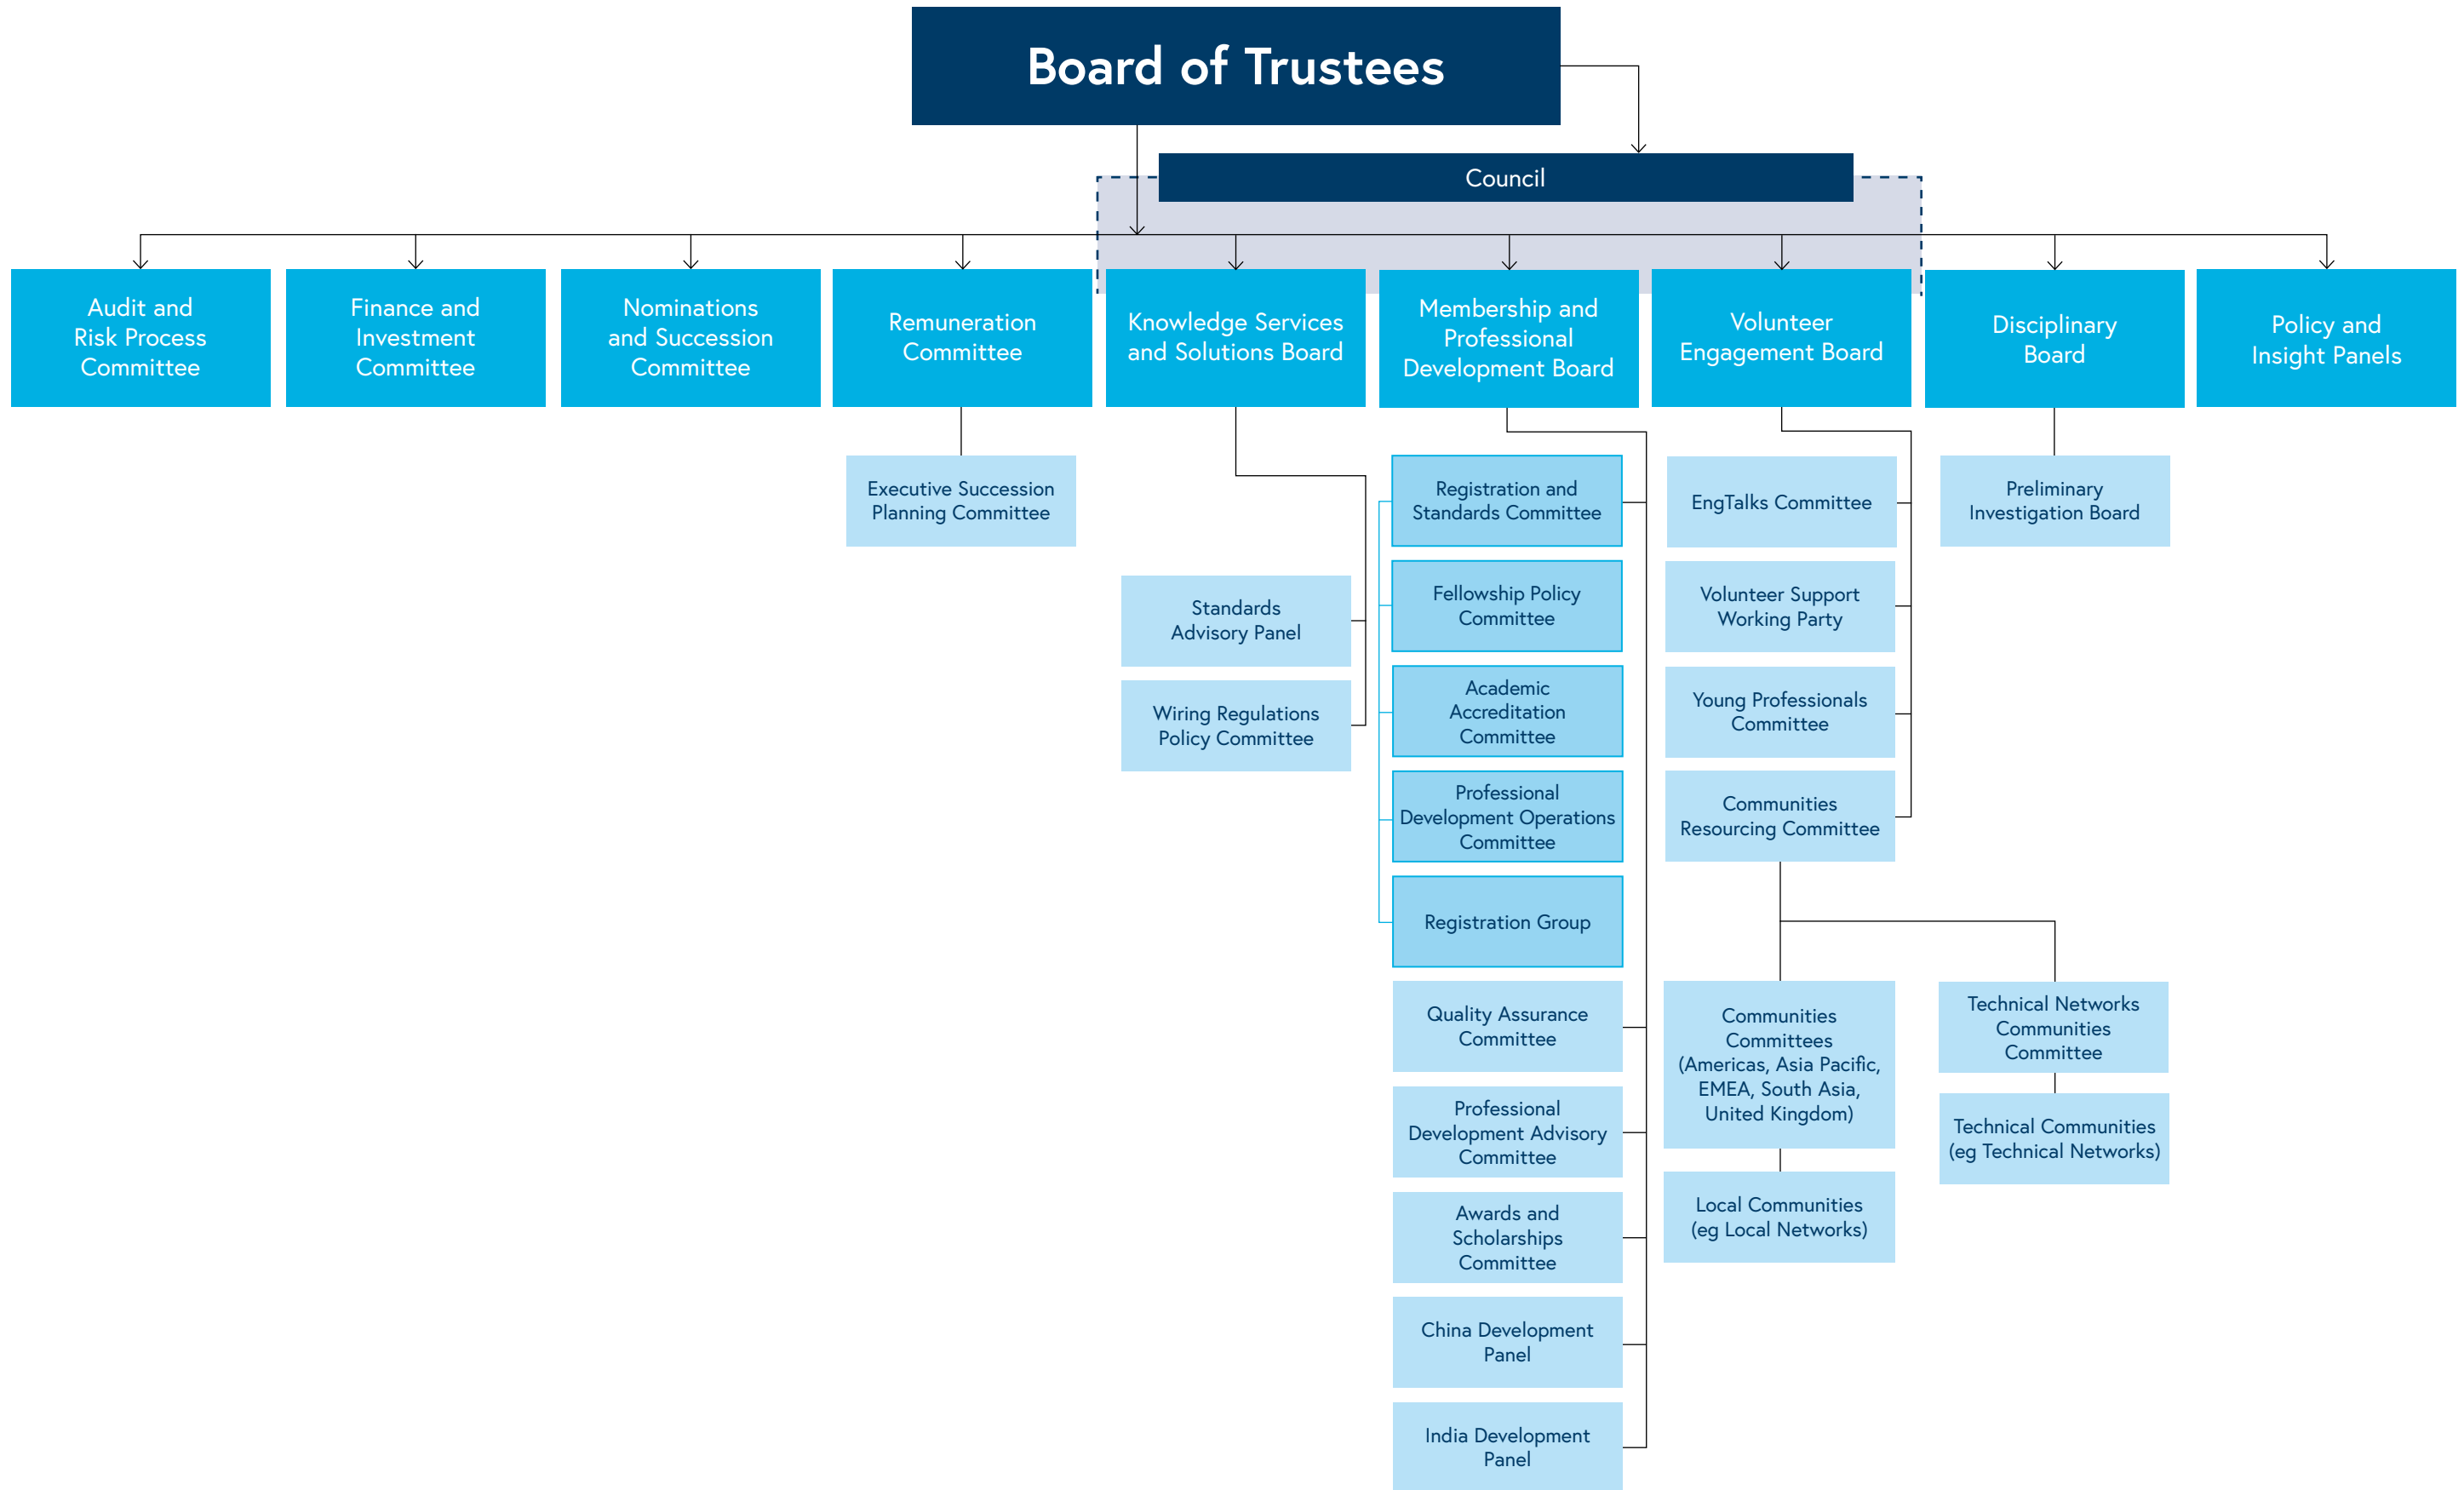 Board of Trustees
Council
Audit and
Risk Process
Committee
Finance and
Investment
Committee
Nominations
and Succession
Committee
Remuneration
Committee
Knowledge Services
and Solutions Board
Membership and
Professional
Development Board
Volunteer
Engagement Board
Disciplinary
Board
Policy and
Insight Panels
Executive Succession
Planning Committee
Standards
Advisory Panel
Wiring Regulations
Policy Committee
Registration and
Standards Committee
Fellowship Policy
Committee
Academic
Accreditation
Committee
Professional
Development Operations
Committee
Registration Group
Quality Assurance
Committee
Professional
Development Advisory
Committee
Awards and
Scholarships
Committee
China Development
Panel
India Development
Panel
EngTalks Committee
Volunteer Support
Working Party
Young Professionals
Committee
Communities
Resourcing Committee
Communities
Committees
(Americas, Asia Pacific,
EMEA, South Asia,
United Kingdom)
Local Communities
(eg Local Networks)
Preliminary
Investigation Board
Technical Networks
Communities
Committee
Technical Communities
(eg Technical Networks)